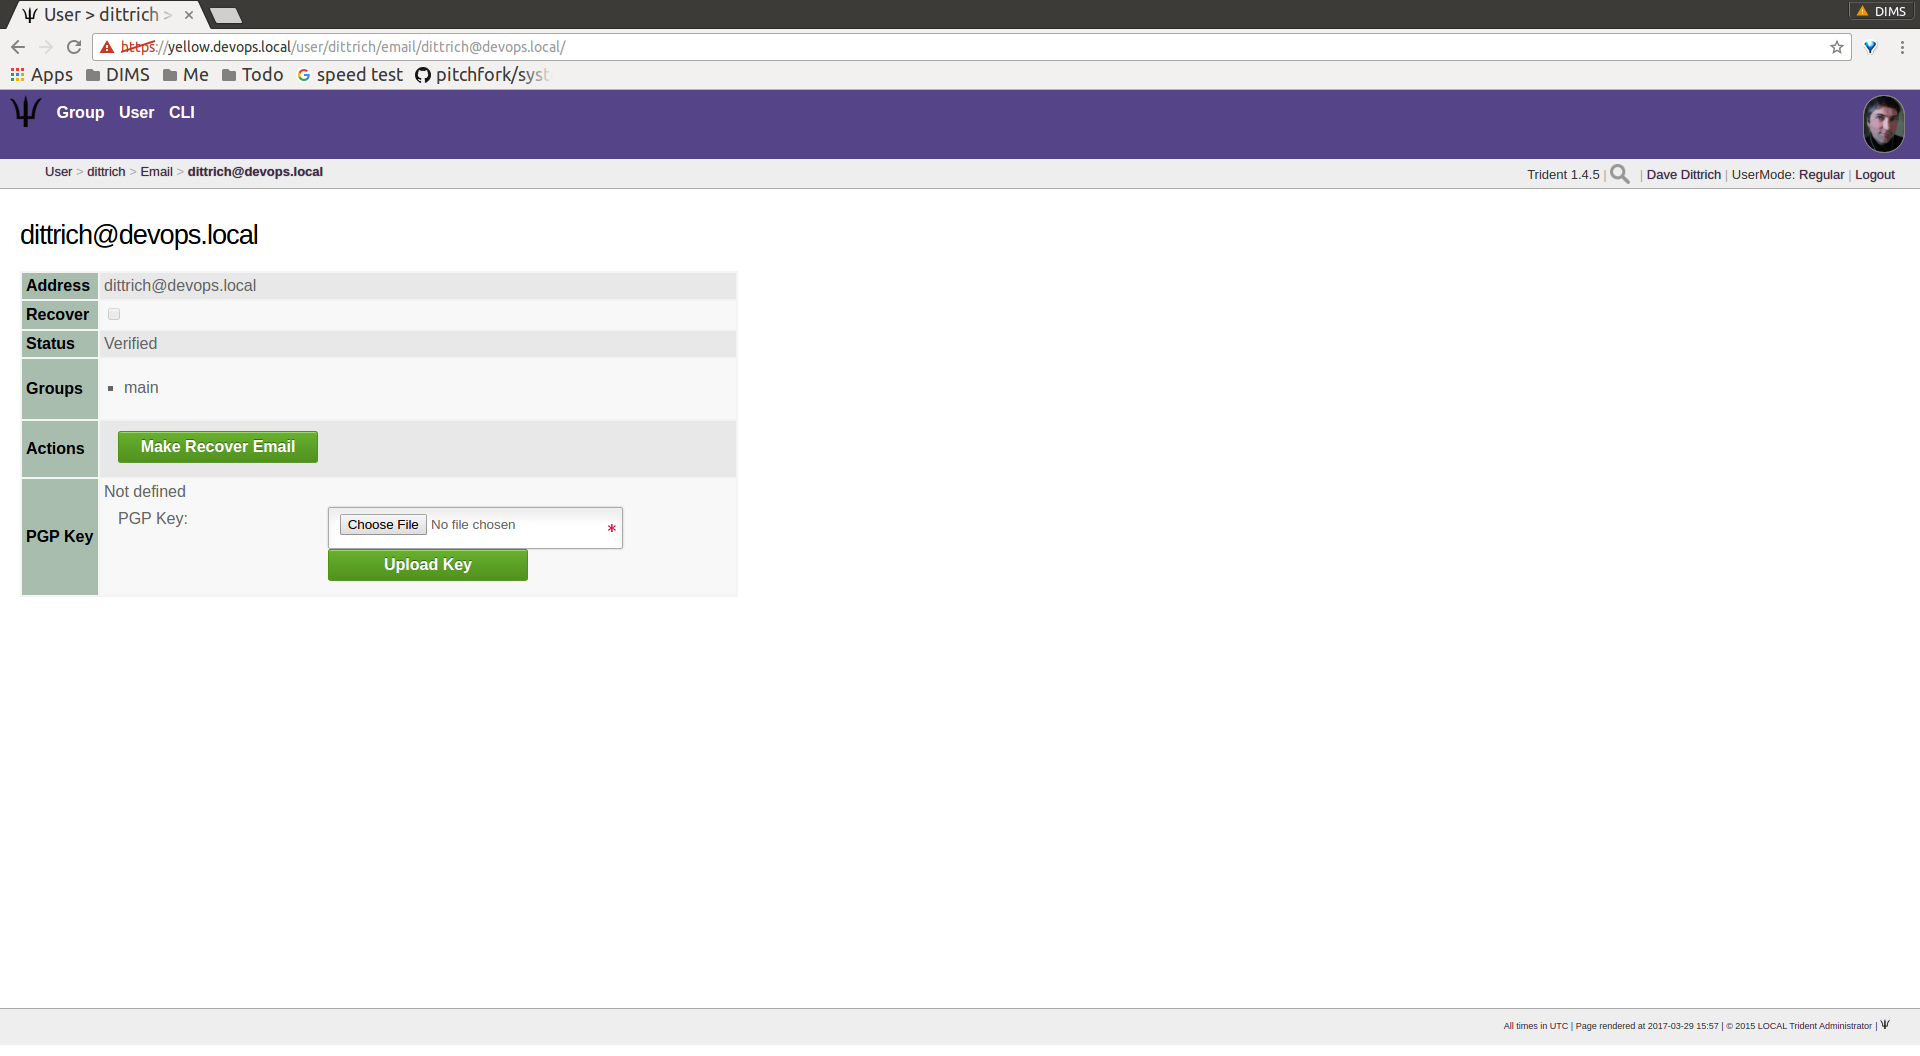 User > dittrich >
DIMS
https://yellow.devops.local/user/dittrich/email/dittrich@devops.local/
Apps DIMS Me Todo speed test pitchfork/syst
Group User CLI
User > dittrich > Email > dittrich@devops.local
Trident 1.4.5 | | Dave Dittrich | UserMode: Regular | Logout
dittrich@devops.local
Address dittrich@devops.local
Recover
Status Verified
Groups main
Actions Make Recover Email
PGP Key Not defined
PGP Key: Choose File No file chosen *
Upload Key
All times in UTC | Page rendered at 2017-03-29 15:57 | © 2015 LOCAL Trident Administrator |